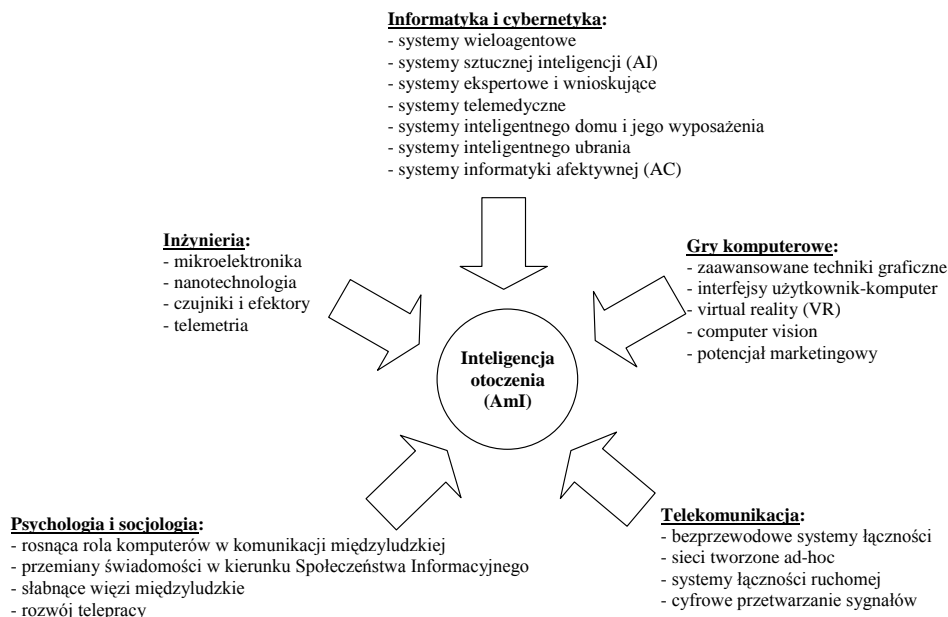 Informatyka i cybernetyka:
- systemy wieloagentowe
- systemy sztucznej inteligencji (AI)
- systemy ekspertowe i wnioskujące
- systemy telemedyczne
- systemy inteligentnego domu i jego wyposażenia
- systemy inteligentnego ubrania
- systemy informatyki afektywnej (AC)
Inżynieria:
- mikroelektronika
- nanotechnologia
- czujniki i efektory
- telemetria
Gry komputerowe:
- zaawansowane techniki graficzne
- interfejsy użytkownik-komputer
- virtual reality (VR)
- computer vision
- potencjał marketingowy
Inteligencja
otoczenia
(AmI)
Psychologia i socjologia:
- rosnąca rola komputerów w komunikacji międzyludzkiej
- przemiany świadomości w kierunku Społeczeństwa Informacyjnego
- słabnące więzi międzyludzkie
- rozwój telepracy
Telekomunikacja:
- bezprzewodowe systemy łączności
- sieci tworzone ad-hoc
- systemy łączności ruchomej
- cyfrowe przetwarzanie sygnałów